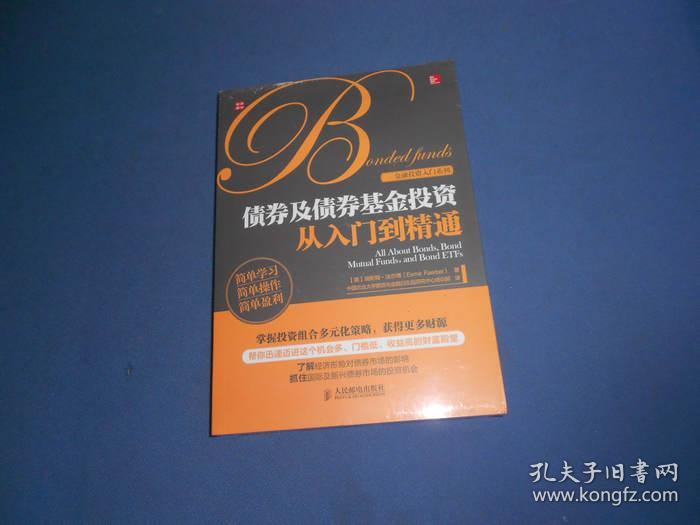 Bonded funds
金融投资入门系列
债券及债券基金投资
从入门到精通
All About Bonds, Bond
Mutual Funds, and Bond ETFs
【美】埃斯梅·法尔博（Esme Faerber） 著
简单学习
简单操作
简单盈利
掌握投资组合多元化策略，获得更多财源
帮你迅速迈进这个机会多、门槛低、收益高的财富殿堂
了解经济形势对债券市场的影响
抓住国际及新兴债券市场的投资机会
人民邮电出版社
POSTS & TELECOM PRESS
孔夫子旧书网
www.kongfz.com